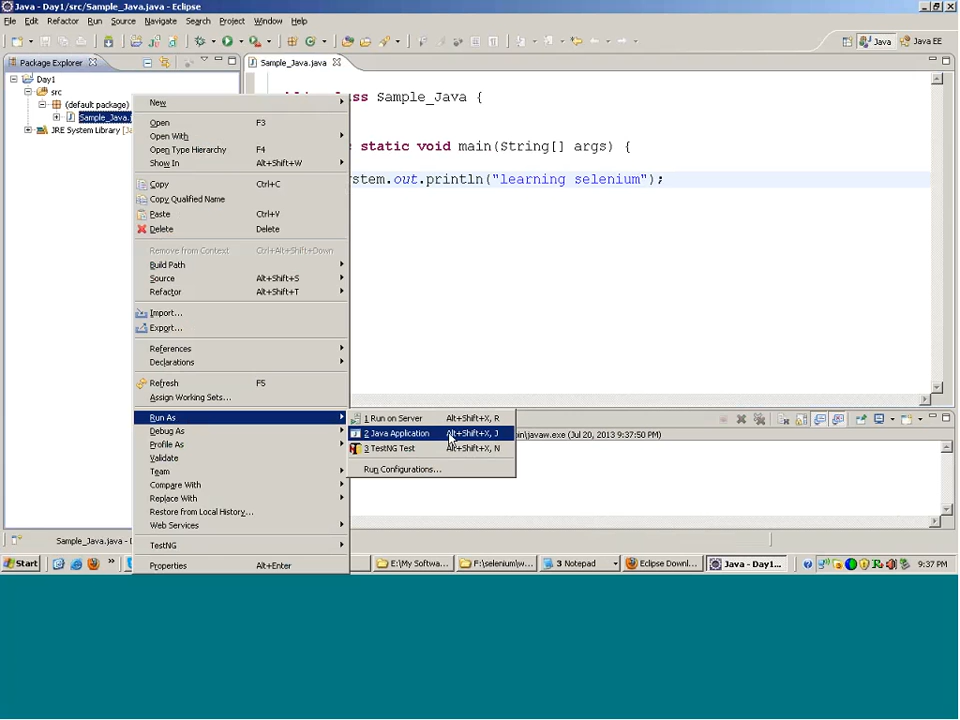 Java - Day1/src/Sample_Java.java - Eclipse
File Edit Refactor Run Source Navigate Search Project Window Help
Java
Java EE
Package Explorer
Sample_Java.java
Day1
src
(default package)
Sample_Java.j
JRE System Library [Ja
class Sample_Java {
static void main(String[] args) {
stem.out.println("learning selenium");
New
Open F3
Open With
Open Type Hierarchy F4
Show In Alt+Shift+W
Copy Ctrl+C
Copy Qualified Name
Paste Ctrl+V
Delete Delete
Remove from Context Ctrl+Alt+Shift+Down
Build Path
Source Alt+Shift+S
Refactor Alt+Shift+T
Import...
Export...
References
Declarations
Refresh F5
Assign Working Sets...
Run As
Debug As
Profile As
Validate
Team
Compare With
Replace With
Restore from Local History...
Web Services
TestNG
Properties Alt+Enter
1 Run on Server Alt+Shift+X, R
2 Java Application Alt+Shift+X, J
3 TestNG Test Alt+Shift+X, N
Run Configurations...
in\javaw.exe (Jul 20, 2013 9:37:50 PM)
Sample_Java.java - D
Start
E:\My Softwa...
F:\selenium\w...
3 Notepad
Eclipse Downl...
Java - Day1...
9:37 PM